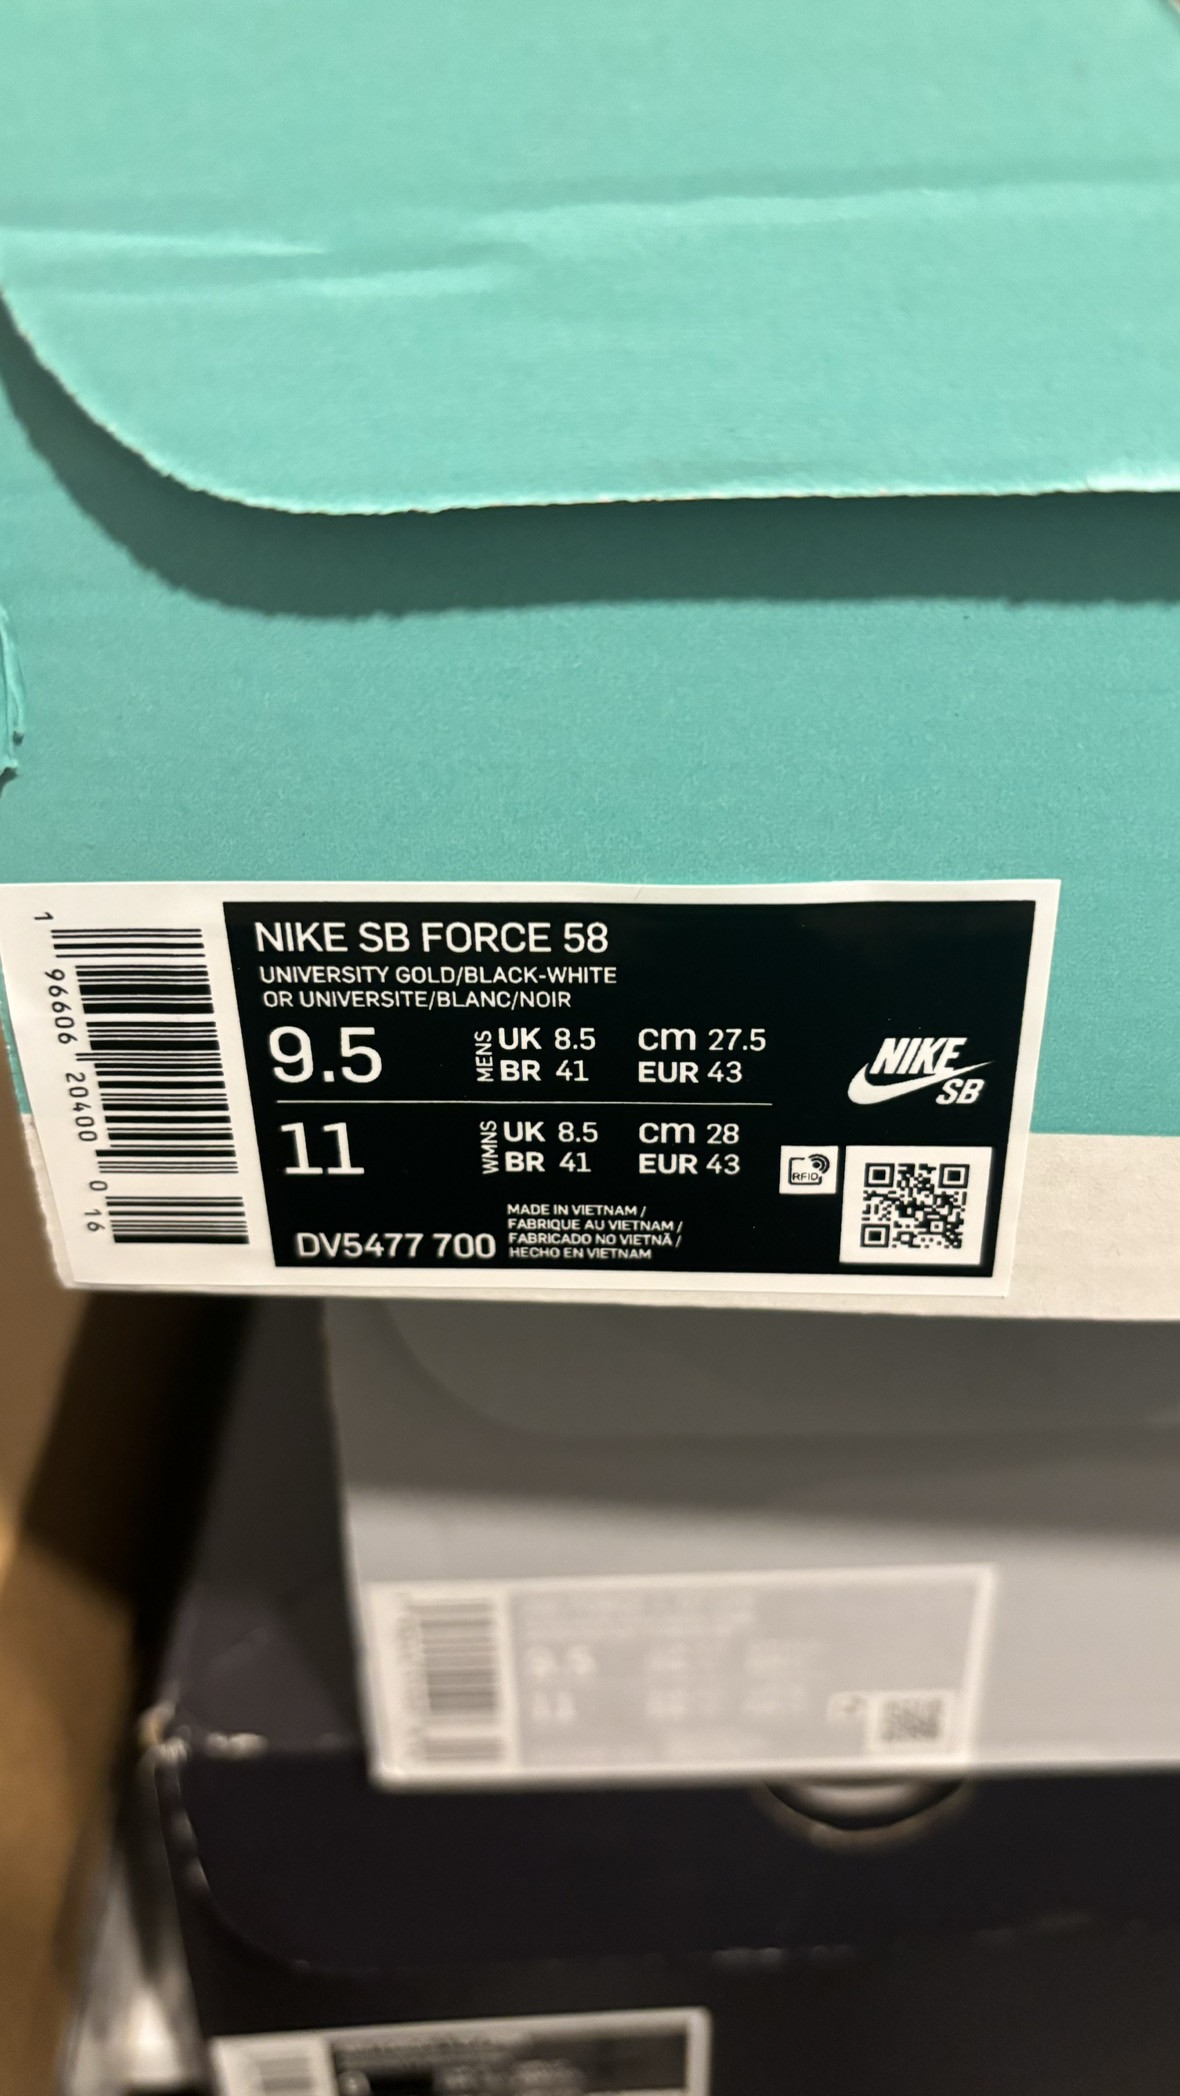 1 96606 20400 0 16
NIKE SB FORCE 58
UNIVERSITY GOLD/BLACK-WHITE
OR UNIVERSITE/BLANC/NOIR
9.5 MENS UK 8.5 cm 27.5
BR 41 EUR 43
11 WMNS UK 8.5 cm 28
BR 41 EUR 43
NIKE
SB
RFID
DV5477 700
MADE IN VIETNAM /
FABRIQUE AU VIETNAM /
FABRICADO NO VIETNÃ /
HECHO EN VIETNAM
9.5
11